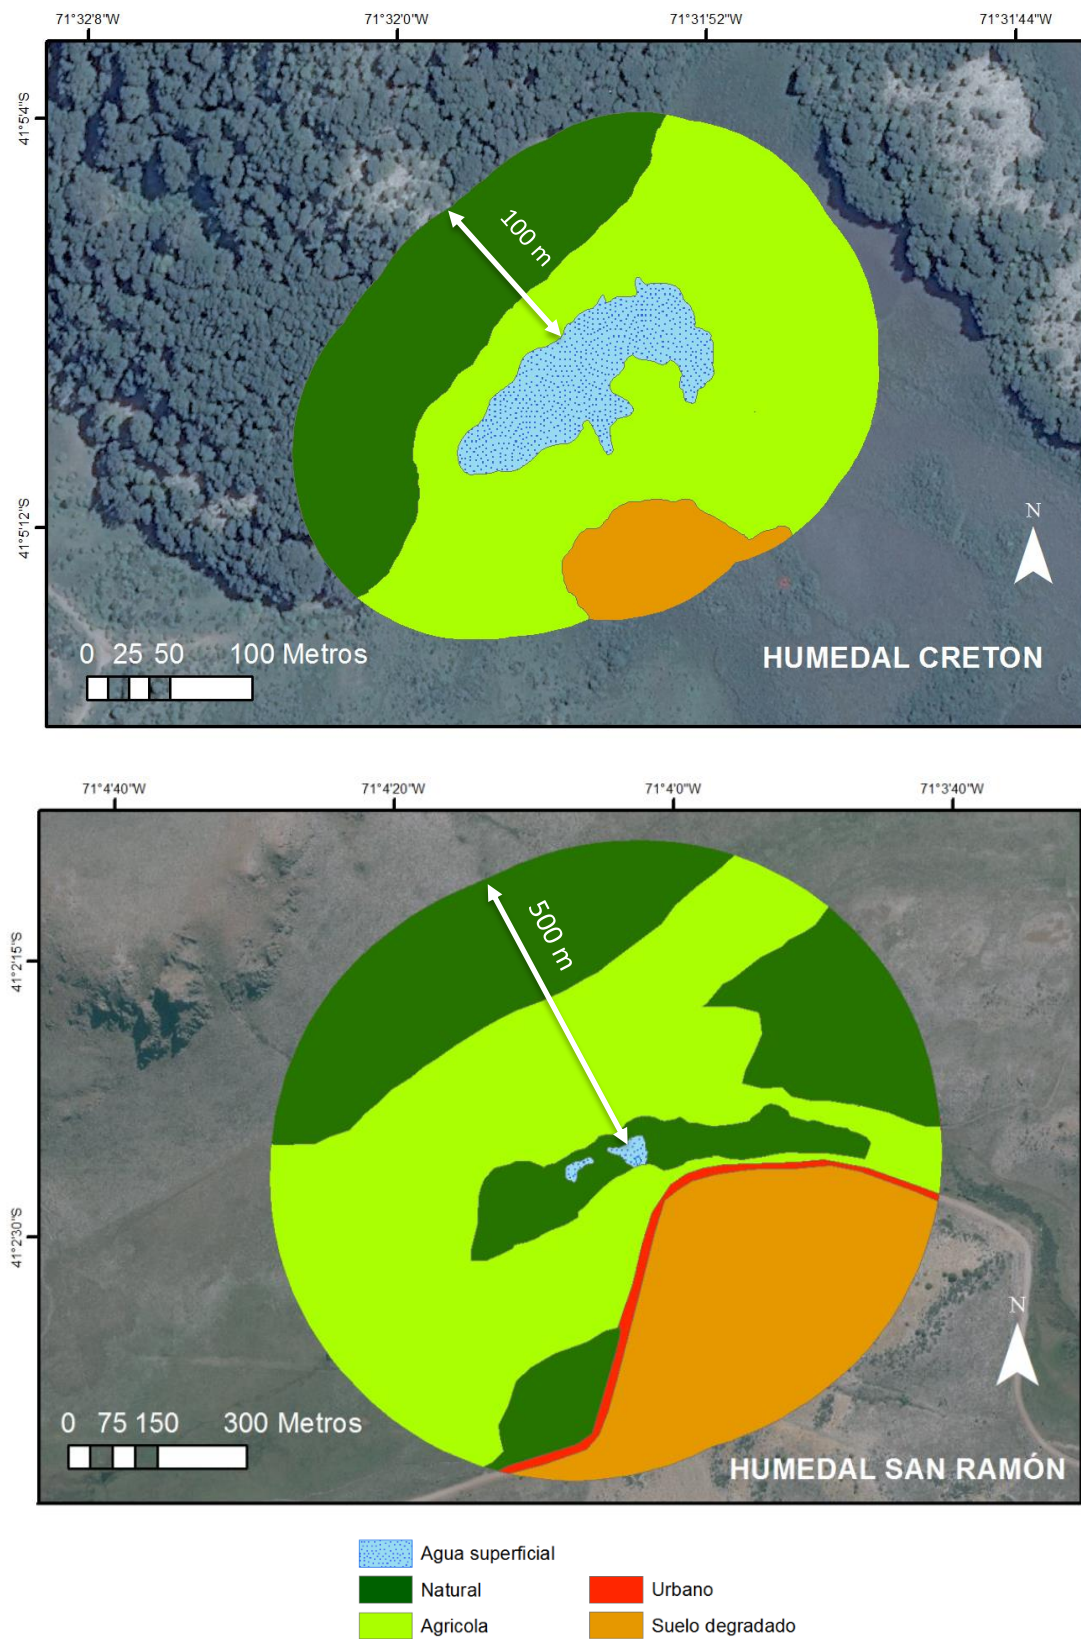 71°32'8"W 71°32'0"W 71°31'52"W 71°31'44"W
41°5'4"S
100 m
41°5'12"S
N
0 25 50 100 Metros
HUMEDAL CRETON
71°4'40"W 71°4'20"W 71°4'0"W 71°3'40"W
500 m
41°2'15"S
41°2'30"S
N
0 75 150 300 Metros
HUMEDAL SAN RAMÓN
Agua superficial
Natural Urbano
Agricola Suelo degradado